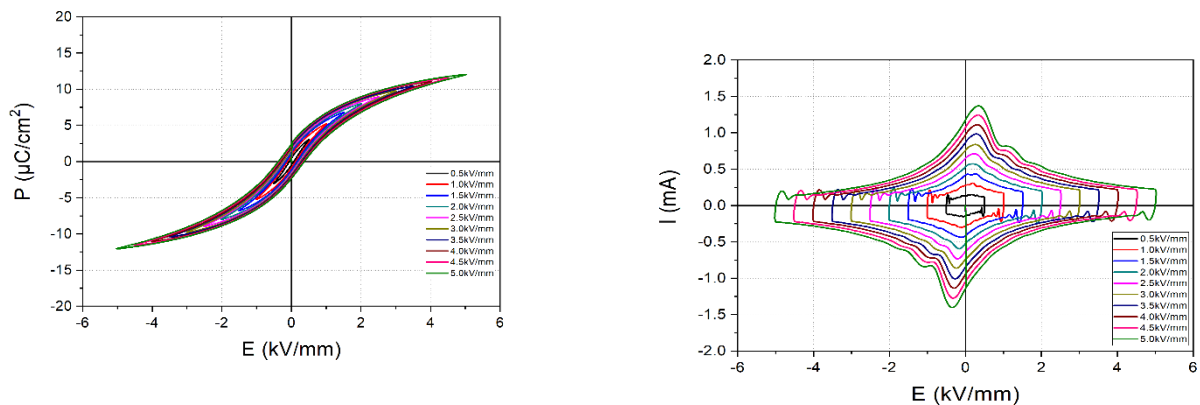 20
15
10
5
0
-5
-10
-15
20
-6
-4
-2
0
2
4
6
P (µC/cm²)
E (kV/mm)
0.5kV/mm
1.0kV/mm
1.5kV/mm
2.0kV/mm
2.5kV/mm
3.0kV/mm
3.5kV/mm
4.0kV/mm
4.5kV/mm
5.0kV/mm
2.0
1.5
1.0
0.5
0.0
-0.5
-1.0
-1.5
-2.0
-6
-4
-2
0
2
4
6
I (mA)
E (kV/mm)
0.5kV/mm
1.0kV/mm
1.5kV/mm
2.0kV/mm
2.5kV/mm
3.0kV/mm
3.5kV/mm
4.0kV/mm
4.5kV/mm
5.0kV/mm